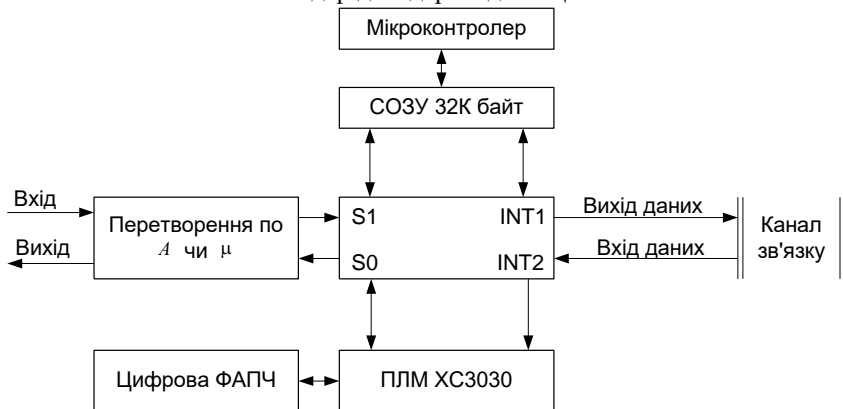 Мікроконтролер
СОЗУ 32К байт
Вхід
Вихід
Перетворення по
А чи μ
S1
INT1
S0
INT2
Вихід даних
Вхід даних
Канал
зв'язку
Цифрова ФАПЧ
ПЛМ ХС3030